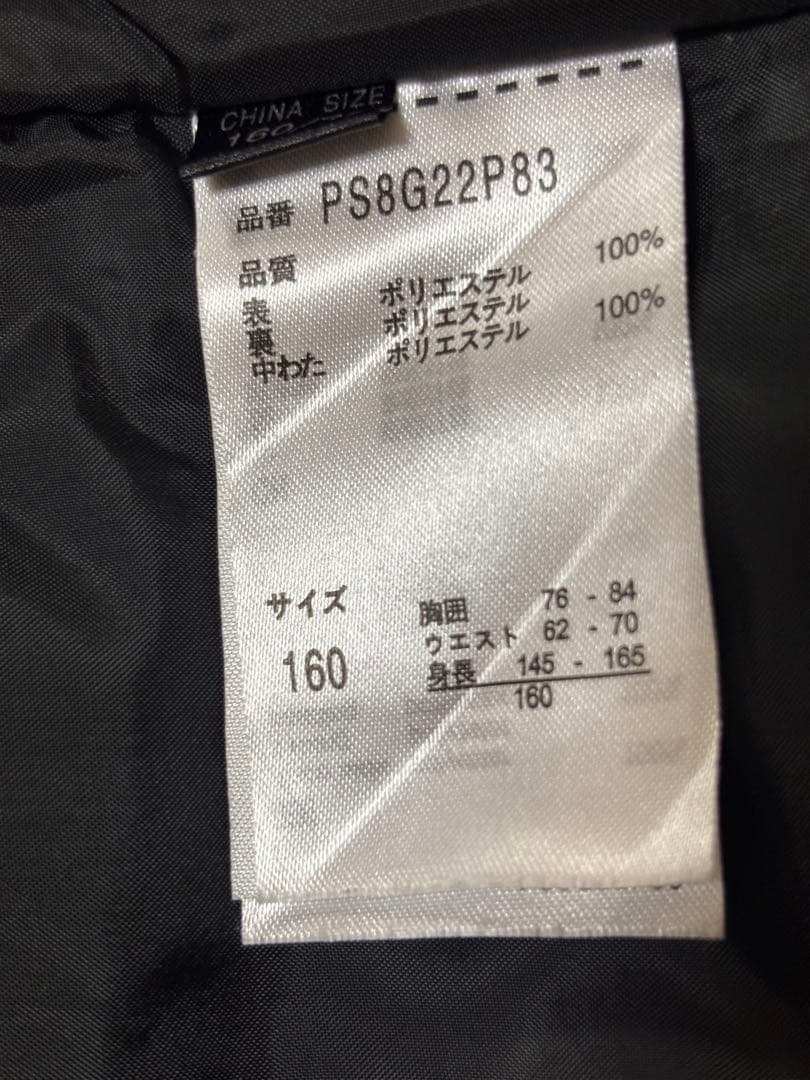 CHINA SIZE
160
品番 PS8G22P83
品質
表 ポリエステル 100%
裏 ポリエステル 100%
中わた ポリエステル
サイズ
160
胸囲 76 - 84
ウエスト 62 - 70
身長 145 - 165
160